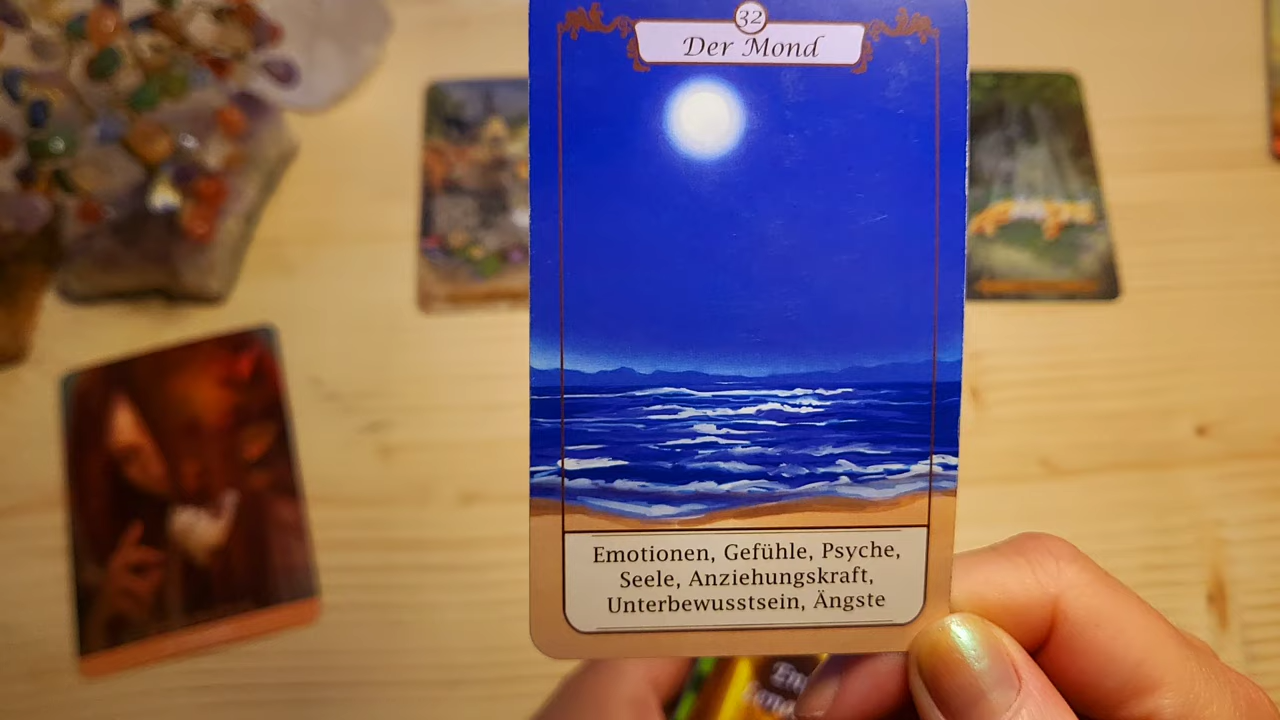 32
Der Mond
Emotionen, Gefühle, Psyche,
Seele, Anziehungskraft,
Unterbewusstsein, Ängste